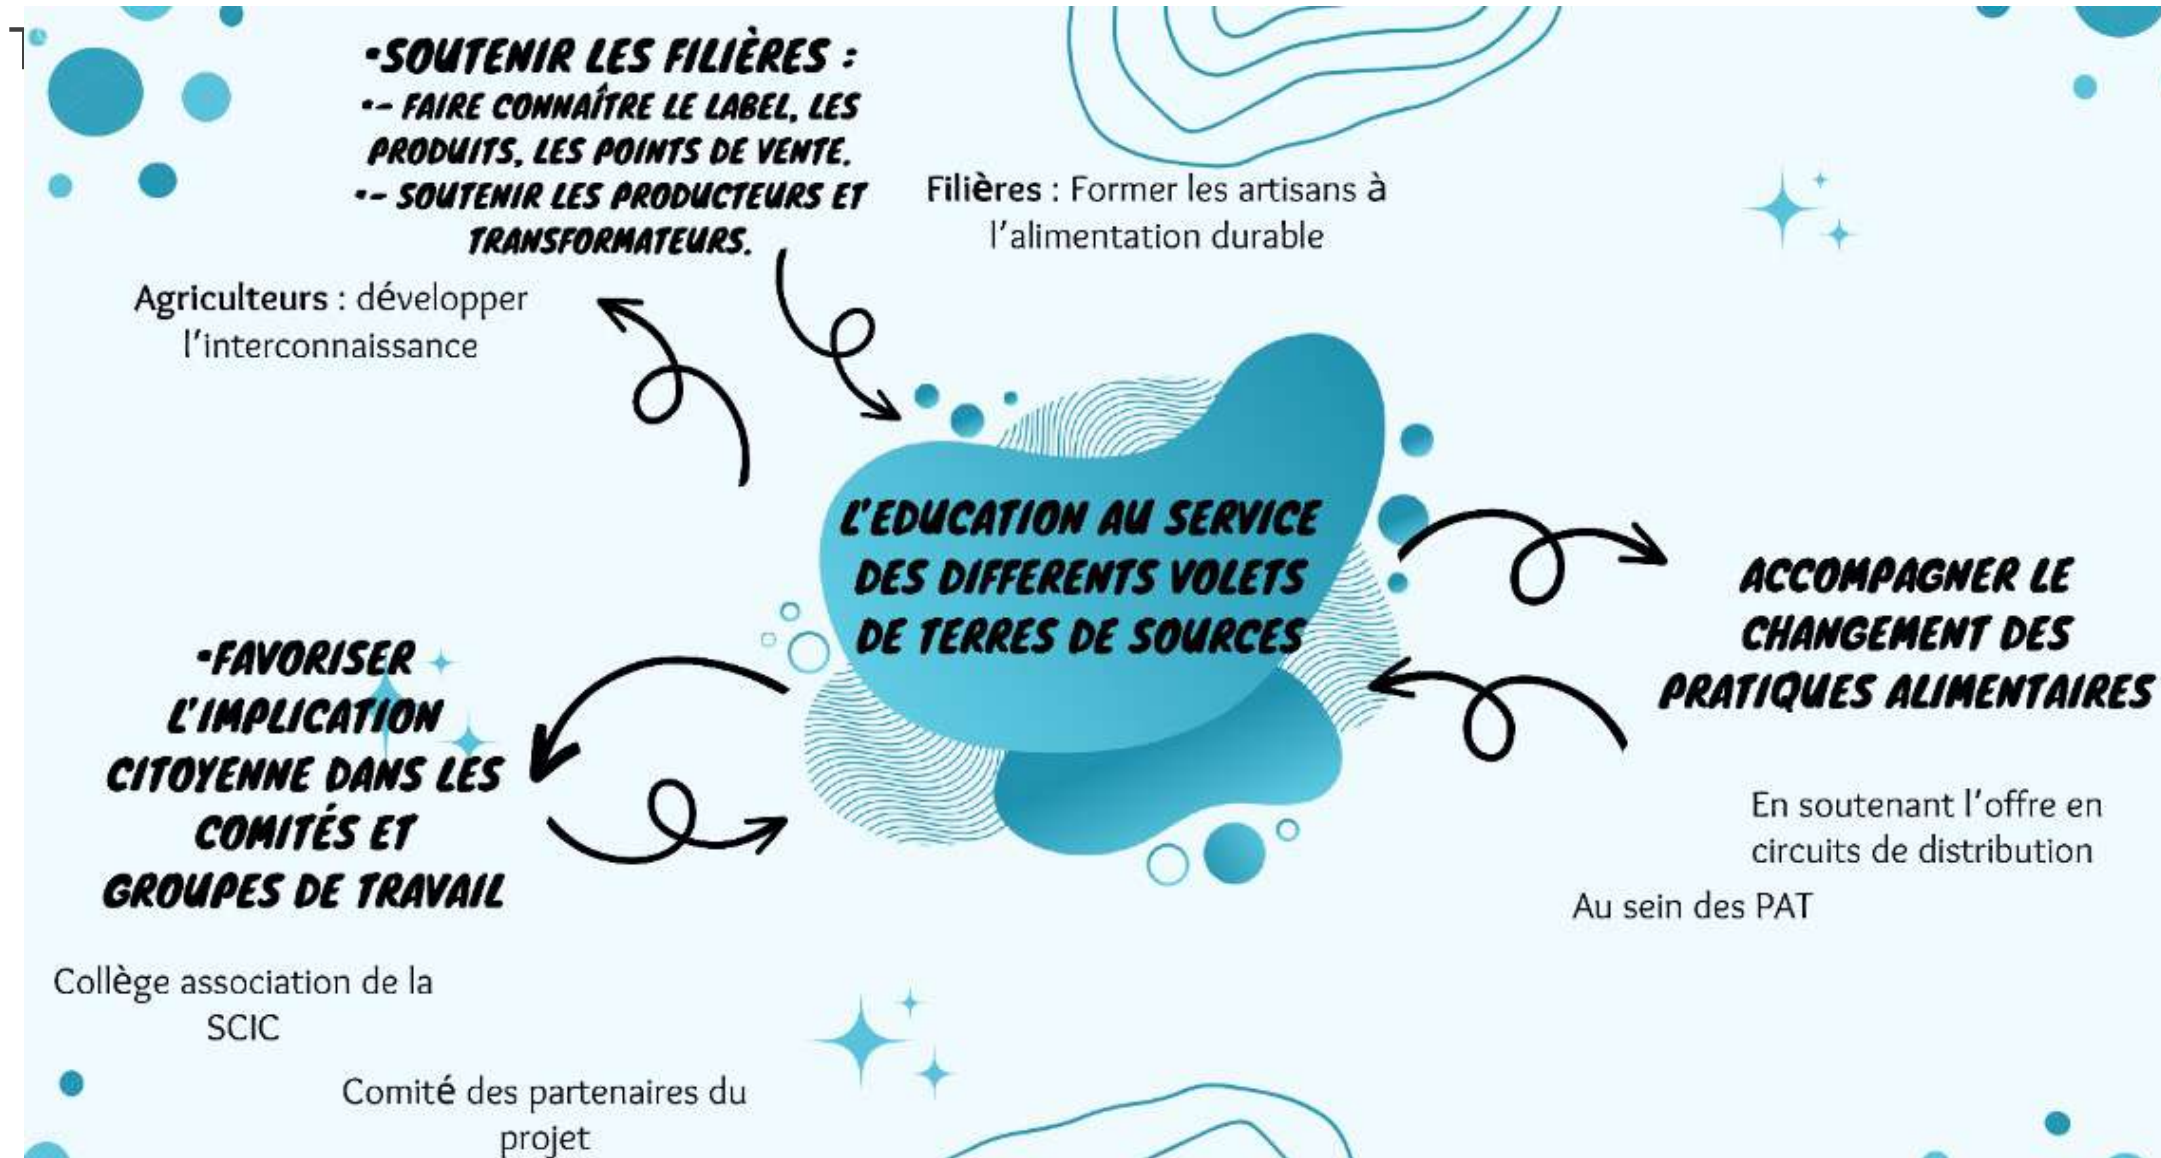 •SOUTENIR LES FILIÈRES :
•- FAIRE CONNAÎTRE LE LABEL, LES
PRODUITS, LES POINTS DE VENTE.
•- SOUTENIR LES PRODUCTEURS ET
TRANSFORMATEURS.
Filières : Former les artisans à
l'alimentation durable
Agriculteurs : développer
l'interconnaissance
L'EDUCATION AU SERVICE
DES DIFFERENTS VOLETS
DE TERRES DE SOURCES
ACCOMPAGNER LE
CHANGEMENT DES
PRATIQUES ALIMENTAIRES
En soutenant l'offre en
circuits de distribution
Au sein des PAT
•FAVORISER
L'IMPLICATION
CITOYENNE DANS LES
COMITÉS ET
GROUPES DE TRAVAIL
Collège association de la
SCIC
Comité des partenaires du
projet